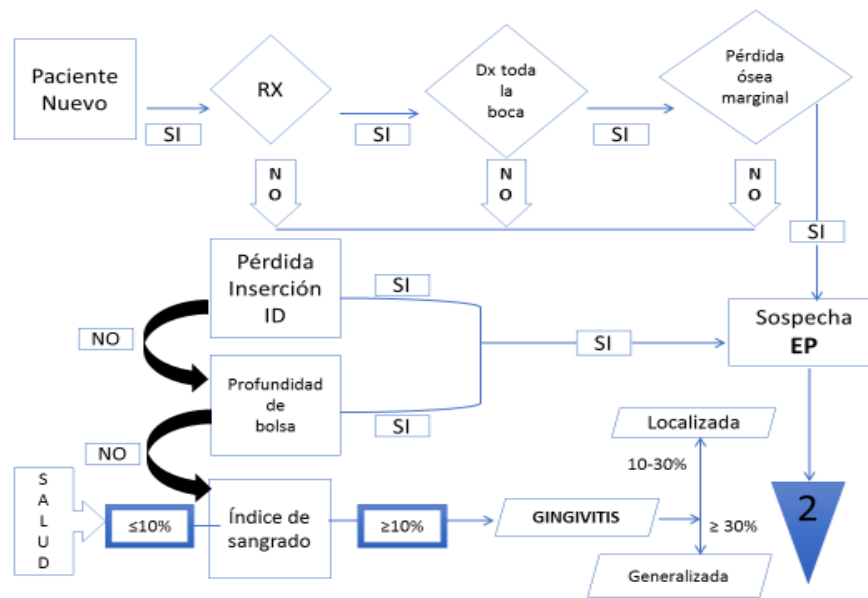 Paciente
Nuevo
SI
RX
SI
Dx toda
la
boca
SI
Pérdida
ósea
marginal
N
O
N
O
N
O
SI
Pérdida
Inserción
ID
SI
NO
Profundidad
de
bolsa
SI
SI
Sospecha
EP
NO
S
A
L
U
D
≤10%
Índice de
sangrado
≥10%
GINGIVITIS
Localizada
10-30%
≥ 30%
Generalizada
2